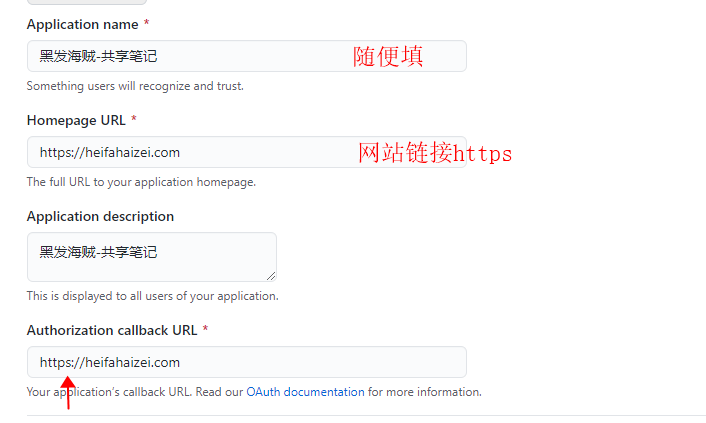 Application name *
黑发海贼-共享笔记 随便填
Something users will recognize and trust.
Homepage URL *
https://heifahaizei.com 网站链接https
The full URL to your application homepage.
Application description
黑发海贼-共享笔记
This is displayed to all users of your application.
Authorization callback URL *
https://heifahaizei.com
Your application’s callback URL. Read our OAuth documentation for more information.